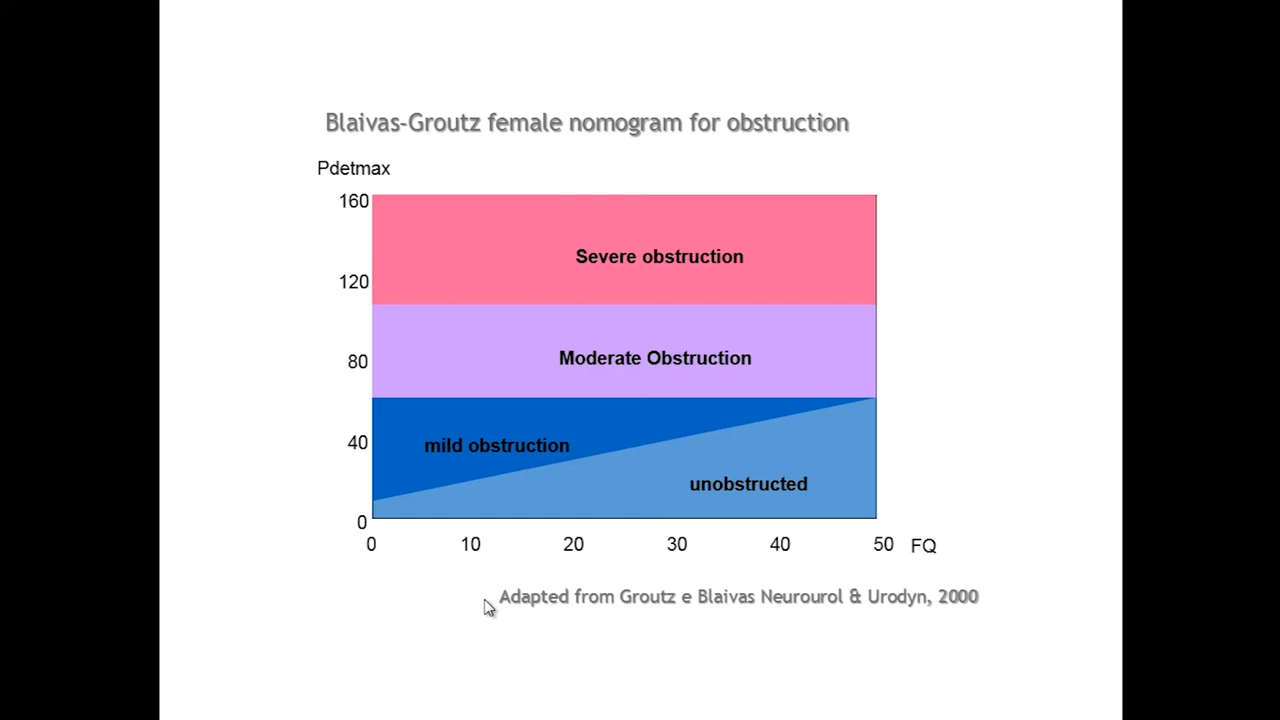 Blaivas-Groutz female nomogram for obstruction
Pdetmax
160
Severe obstruction
120
80
Moderate Obstruction
40
mild obstruction
unobstructed
0
0 10 20 30 40 50 FQ
Adapted from Groutz e Blaivas Neurourol & Urodyn, 2000